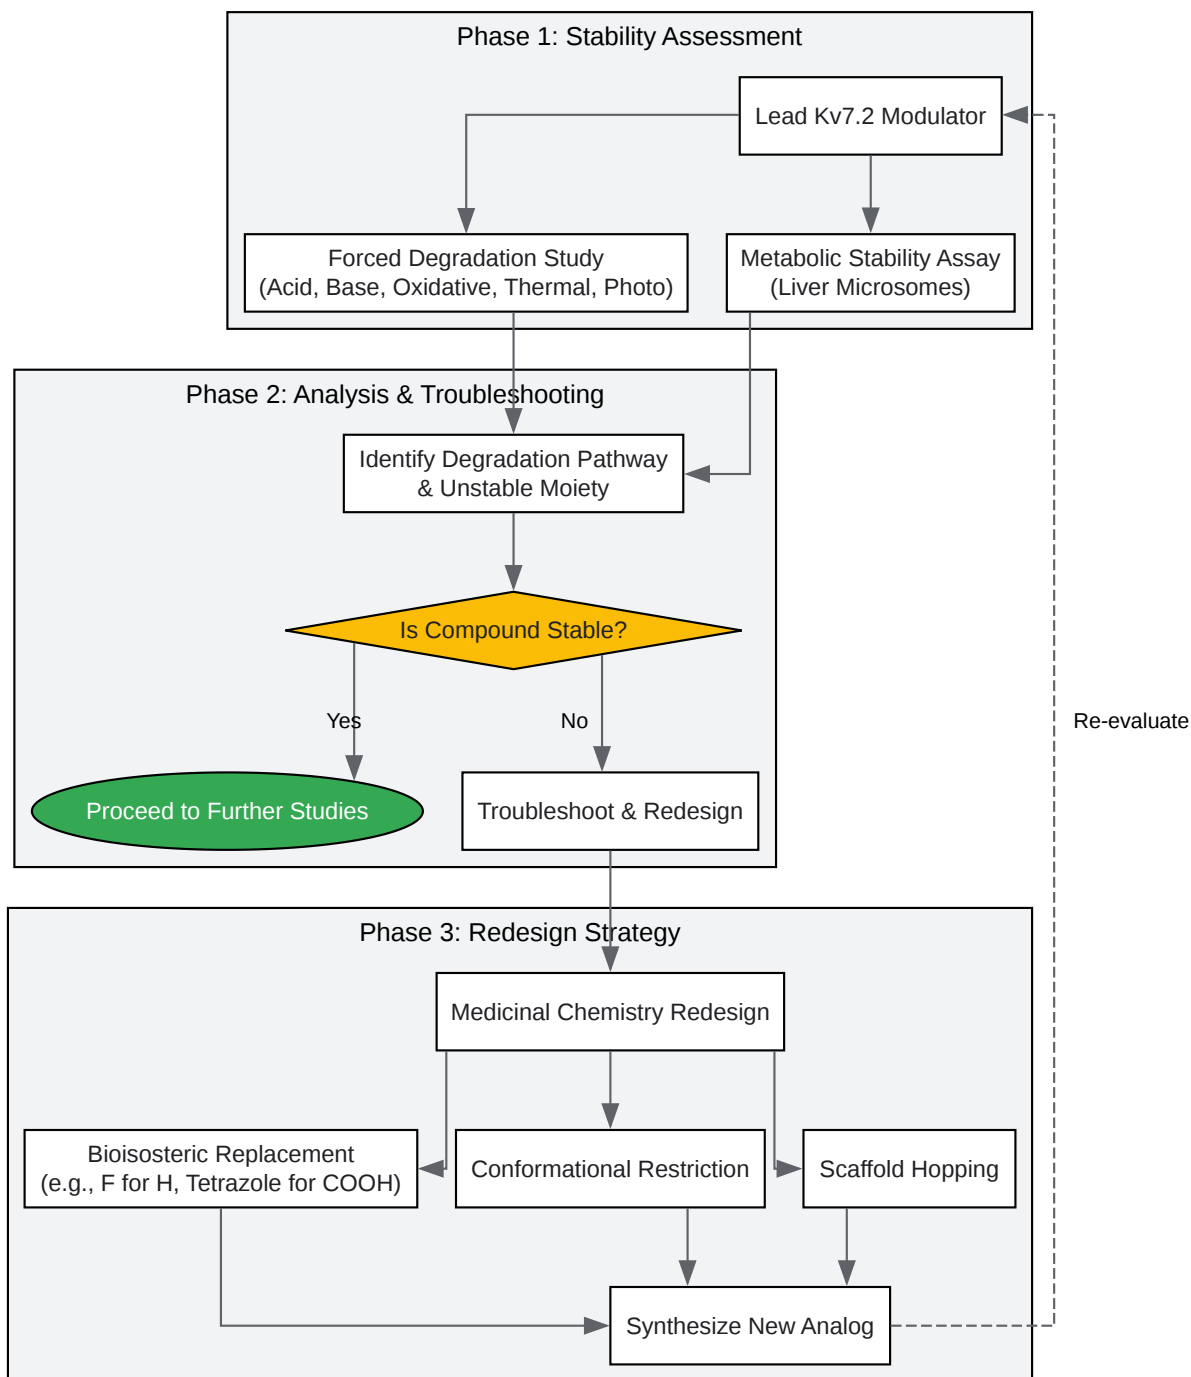 Phase 1: Stability Assessment
Lead Kv7.2 Modulator
Forced Degradation Study
(Acid, Base, Oxidative, Thermal, Photo)
Metabolic Stability Assay
(Liver Microsomes)
Phase 2: Analysis & Troubleshooting
Identify Degradation Pathway
& Unstable Moiety
Is Compound Stable?
Yes
No
Re-evaluate
Proceed to Further Studies
Troubleshoot & Redesign
Phase 3: Redesign Strategy
Medicinal Chemistry Redesign
Bioisosteric Replacement
(e.g., F for H, Tetrazole for COOH)
Conformational Restriction
Scaffold Hopping
Synthesize New Analog